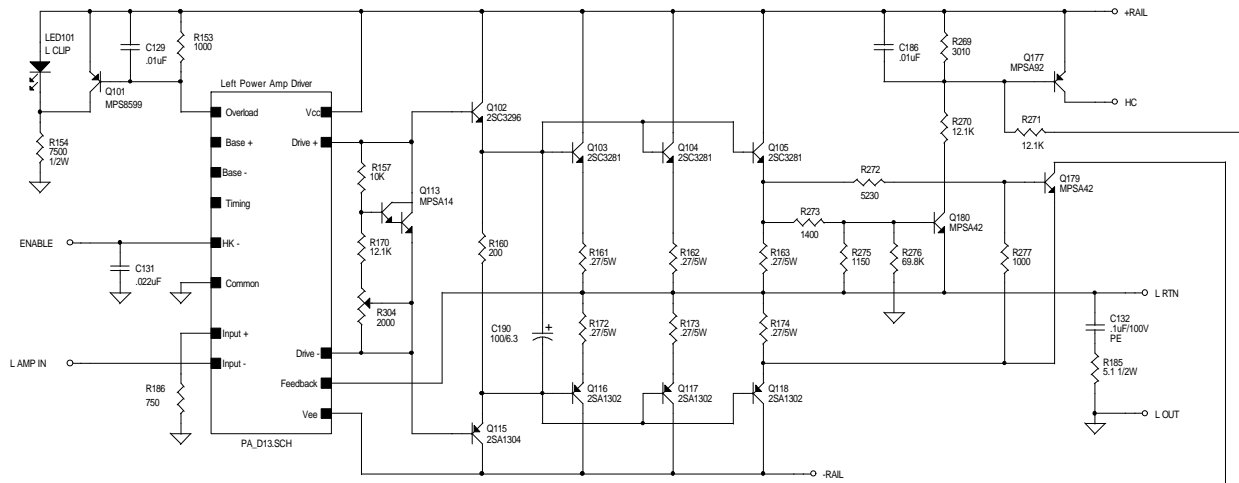 +RAIL
LED101
L CLIP
C129
.01uF
R153
1000
C186
.01uF
R269
3010
Q177
MPSA92
Q101
MPS8599
Left Power Amp Driver
HC
R154
7500
1/2W
Overload
Vcc
Q102
2SC3296
R270
12.1K
R271
12.1K
Base +
Drive +
Q103
2SC3281
Q104
2SC3281
Q105
2SC3281
Base -
R157
10K
R272
5230
Q179
MPSA42
Timing
Q113
MPSA14
R273
1400
Q180
MPSA42
ENABLE
HK -
R170
12.1K
R160
200
R161
.27/5W
R162
.27/5W
R163
.27/5W
R275
1150
R276
69.8K
R277
1000
C131
.022uF
Common
R304
2000
L RTN
Input +
C190
100/6.3
+
R172
.27/5W
R173
.27/5W
R174
.27/5W
C132
.1uF/100V
PE
L AMP IN
Input -
Drive -
R185
5.1 1/2W
R186
750
Feedback
Q116
2SA1302
Q117
2SA1302
Q118
2SA1302
Vee
L OUT
Q115
2SA1304
PA_D13.SCH
-RAIL